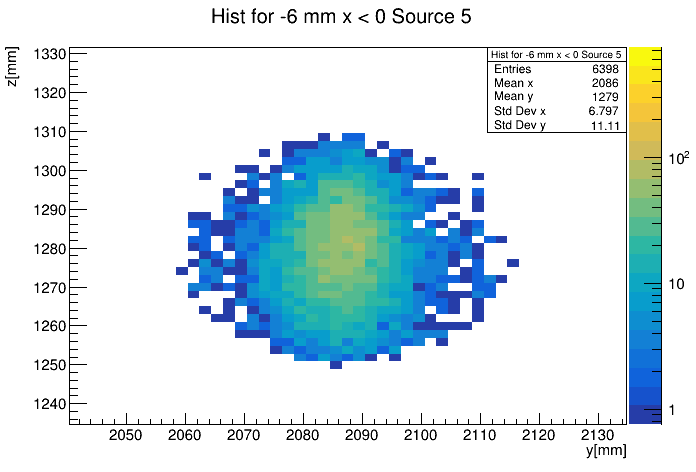 Hist for -6 mm x < 0 Source 5
z[mm]
1330
1320
1310
1300
1290
1280
1270
1260
1250
1240
Hist for -6 mm x < 0 Source 5
Entries 6398
Mean x 2086
Mean y 1279
Std Dev x 6.797
Std Dev y 11.11
10²
10
1
2050 2060 2070 2080 2090 2100 2110 2120 2130
y[mm]